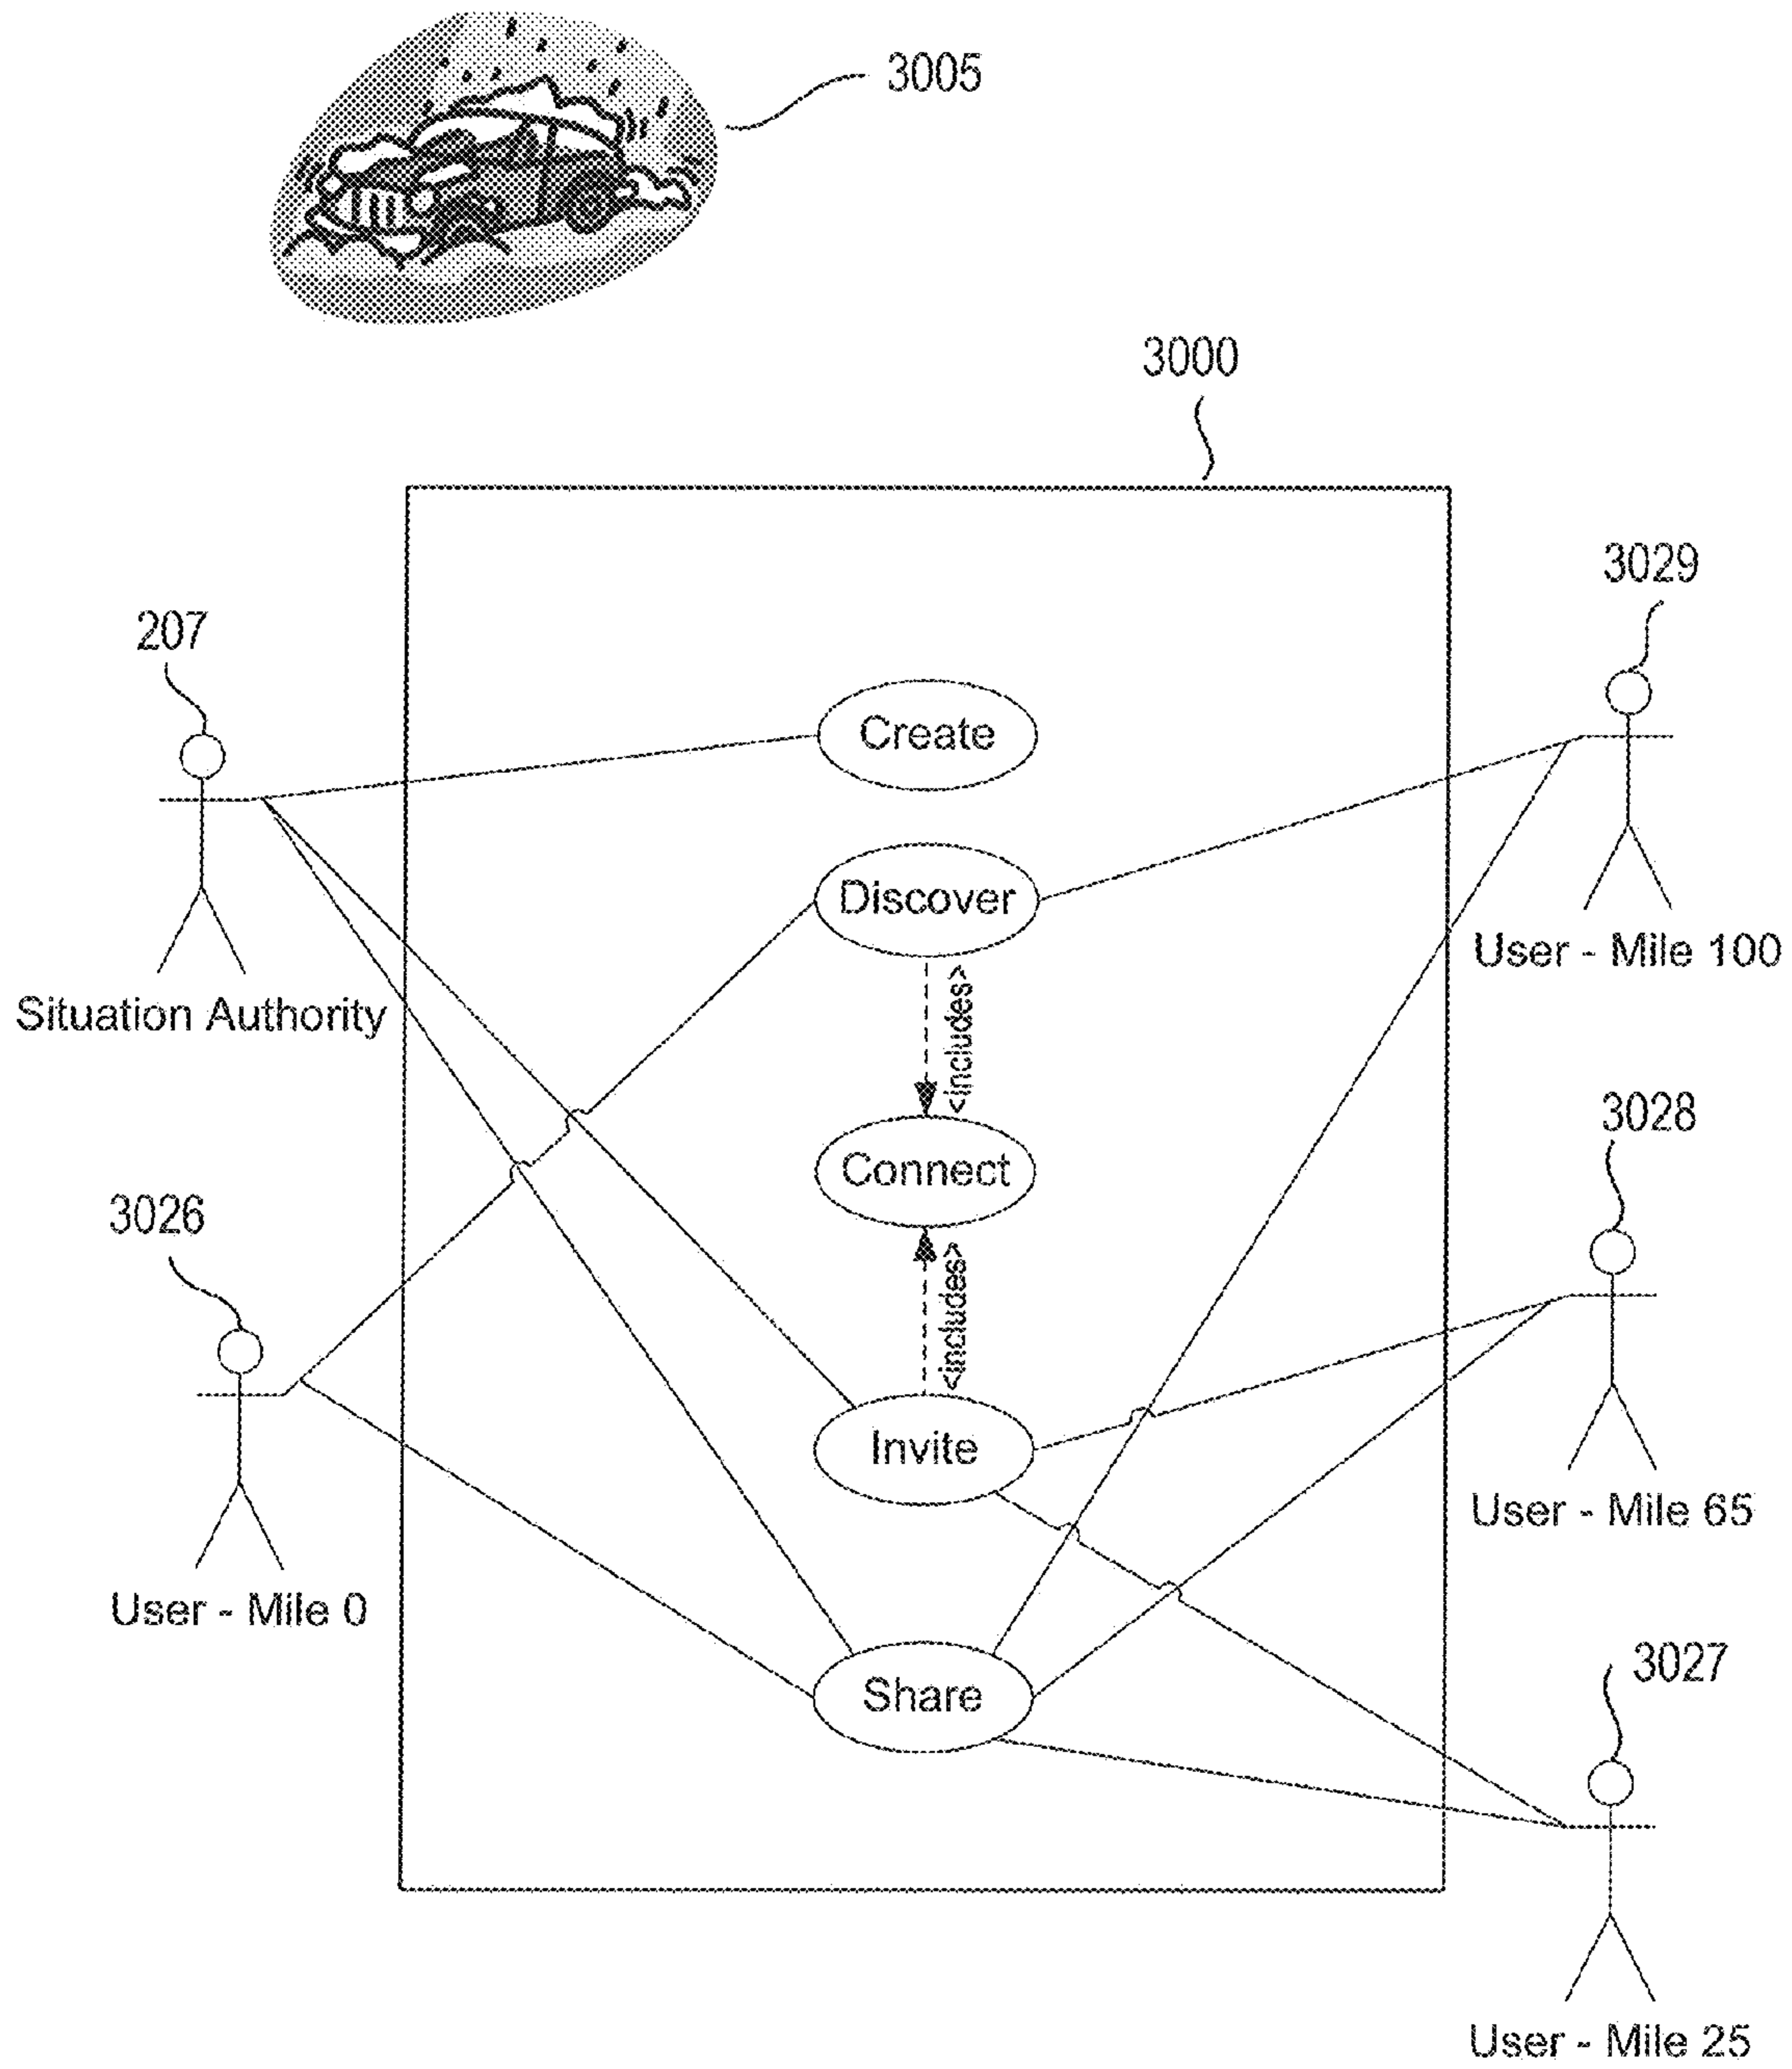 3005
3000
3029
207
Create
Discover
User - Mile 100
Situation Authority
<includes>
3028
Connect
3026
<includes>
Invite
User - Mile 65
User - Mile 0
3027
Share
User - Mile 25